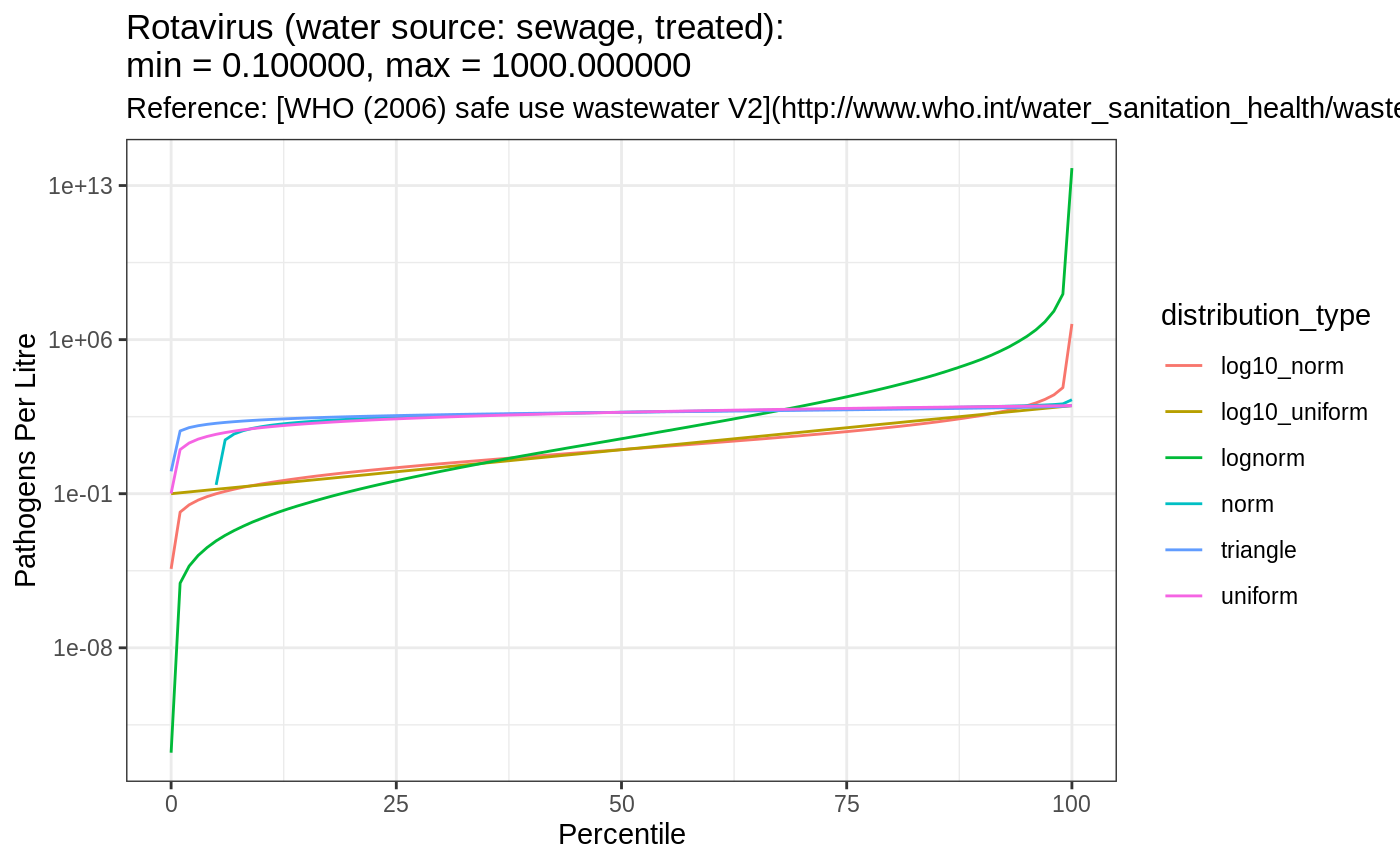 Rotavirus (water source: sewage, treated):
min = 0.100000, max = 1000.000000
Reference: [WHO (2006) safe use wastewater V2](http://www.who.int/water_sanitation_health/waste
1e+13
1e+06
1e-01
1e-08
Pathogens Per Litre
0
25
50
75
100
Percentile
distribution_type
log10_norm
log10_uniform
lognorm
norm
triangle
uniform